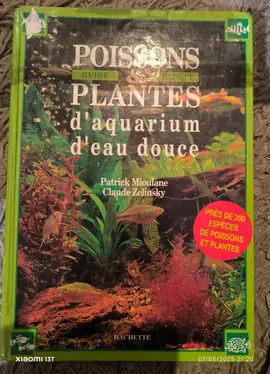 POISSONS
GUIDE & PRATIQUE
PLANTES
d'aquarium
d'eau douce
Patrick Mioulane
Claude Zelinsky
PRÈS DE 200
ESPÈCES
DE POISSONS
ET PLANTES
HACHETTE
XIAOMI 13T
07/05/2025 21:20